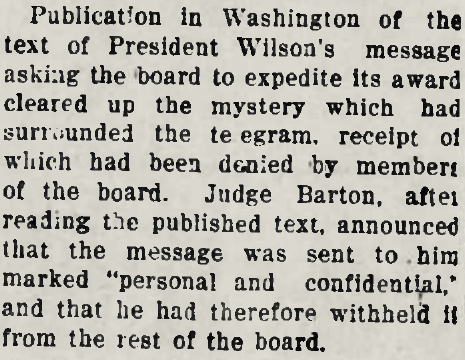 Publication in Washington of the
text of President Wilson's message
asking the board to expedite its award
cleared up the mystery which had
surrounded the te egram, receipt of
which had been denied by members
of the board. Judge Barton, after
reading the published text, announced
that the message was sent to him
marked "personal and confidential,"
and that he had therefore withheld it
from the rest of the board.